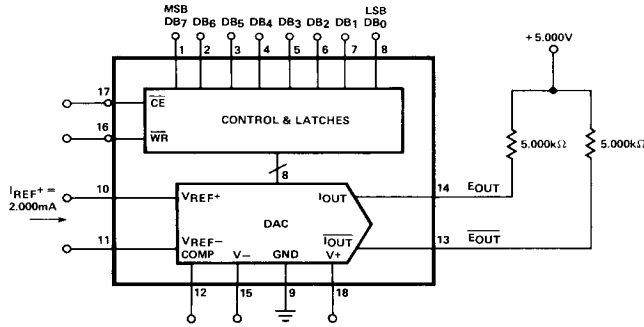 MSB LSB
DB7 DB6 DB5 DB4 DB3 DB2 DB1 DB0
1 2 3 4 5 6 7 8
+5.000V
17 CE
16 WR
CONTROL & LATCHES
5.000kΩ 5.000kΩ
8
IREF+ =
2.000mA
10 VREF+ IOUT 14 EOUT
DAC
11 VREF− IOUT 13 EOUT
COMP V− GND V+
12 15 9 18